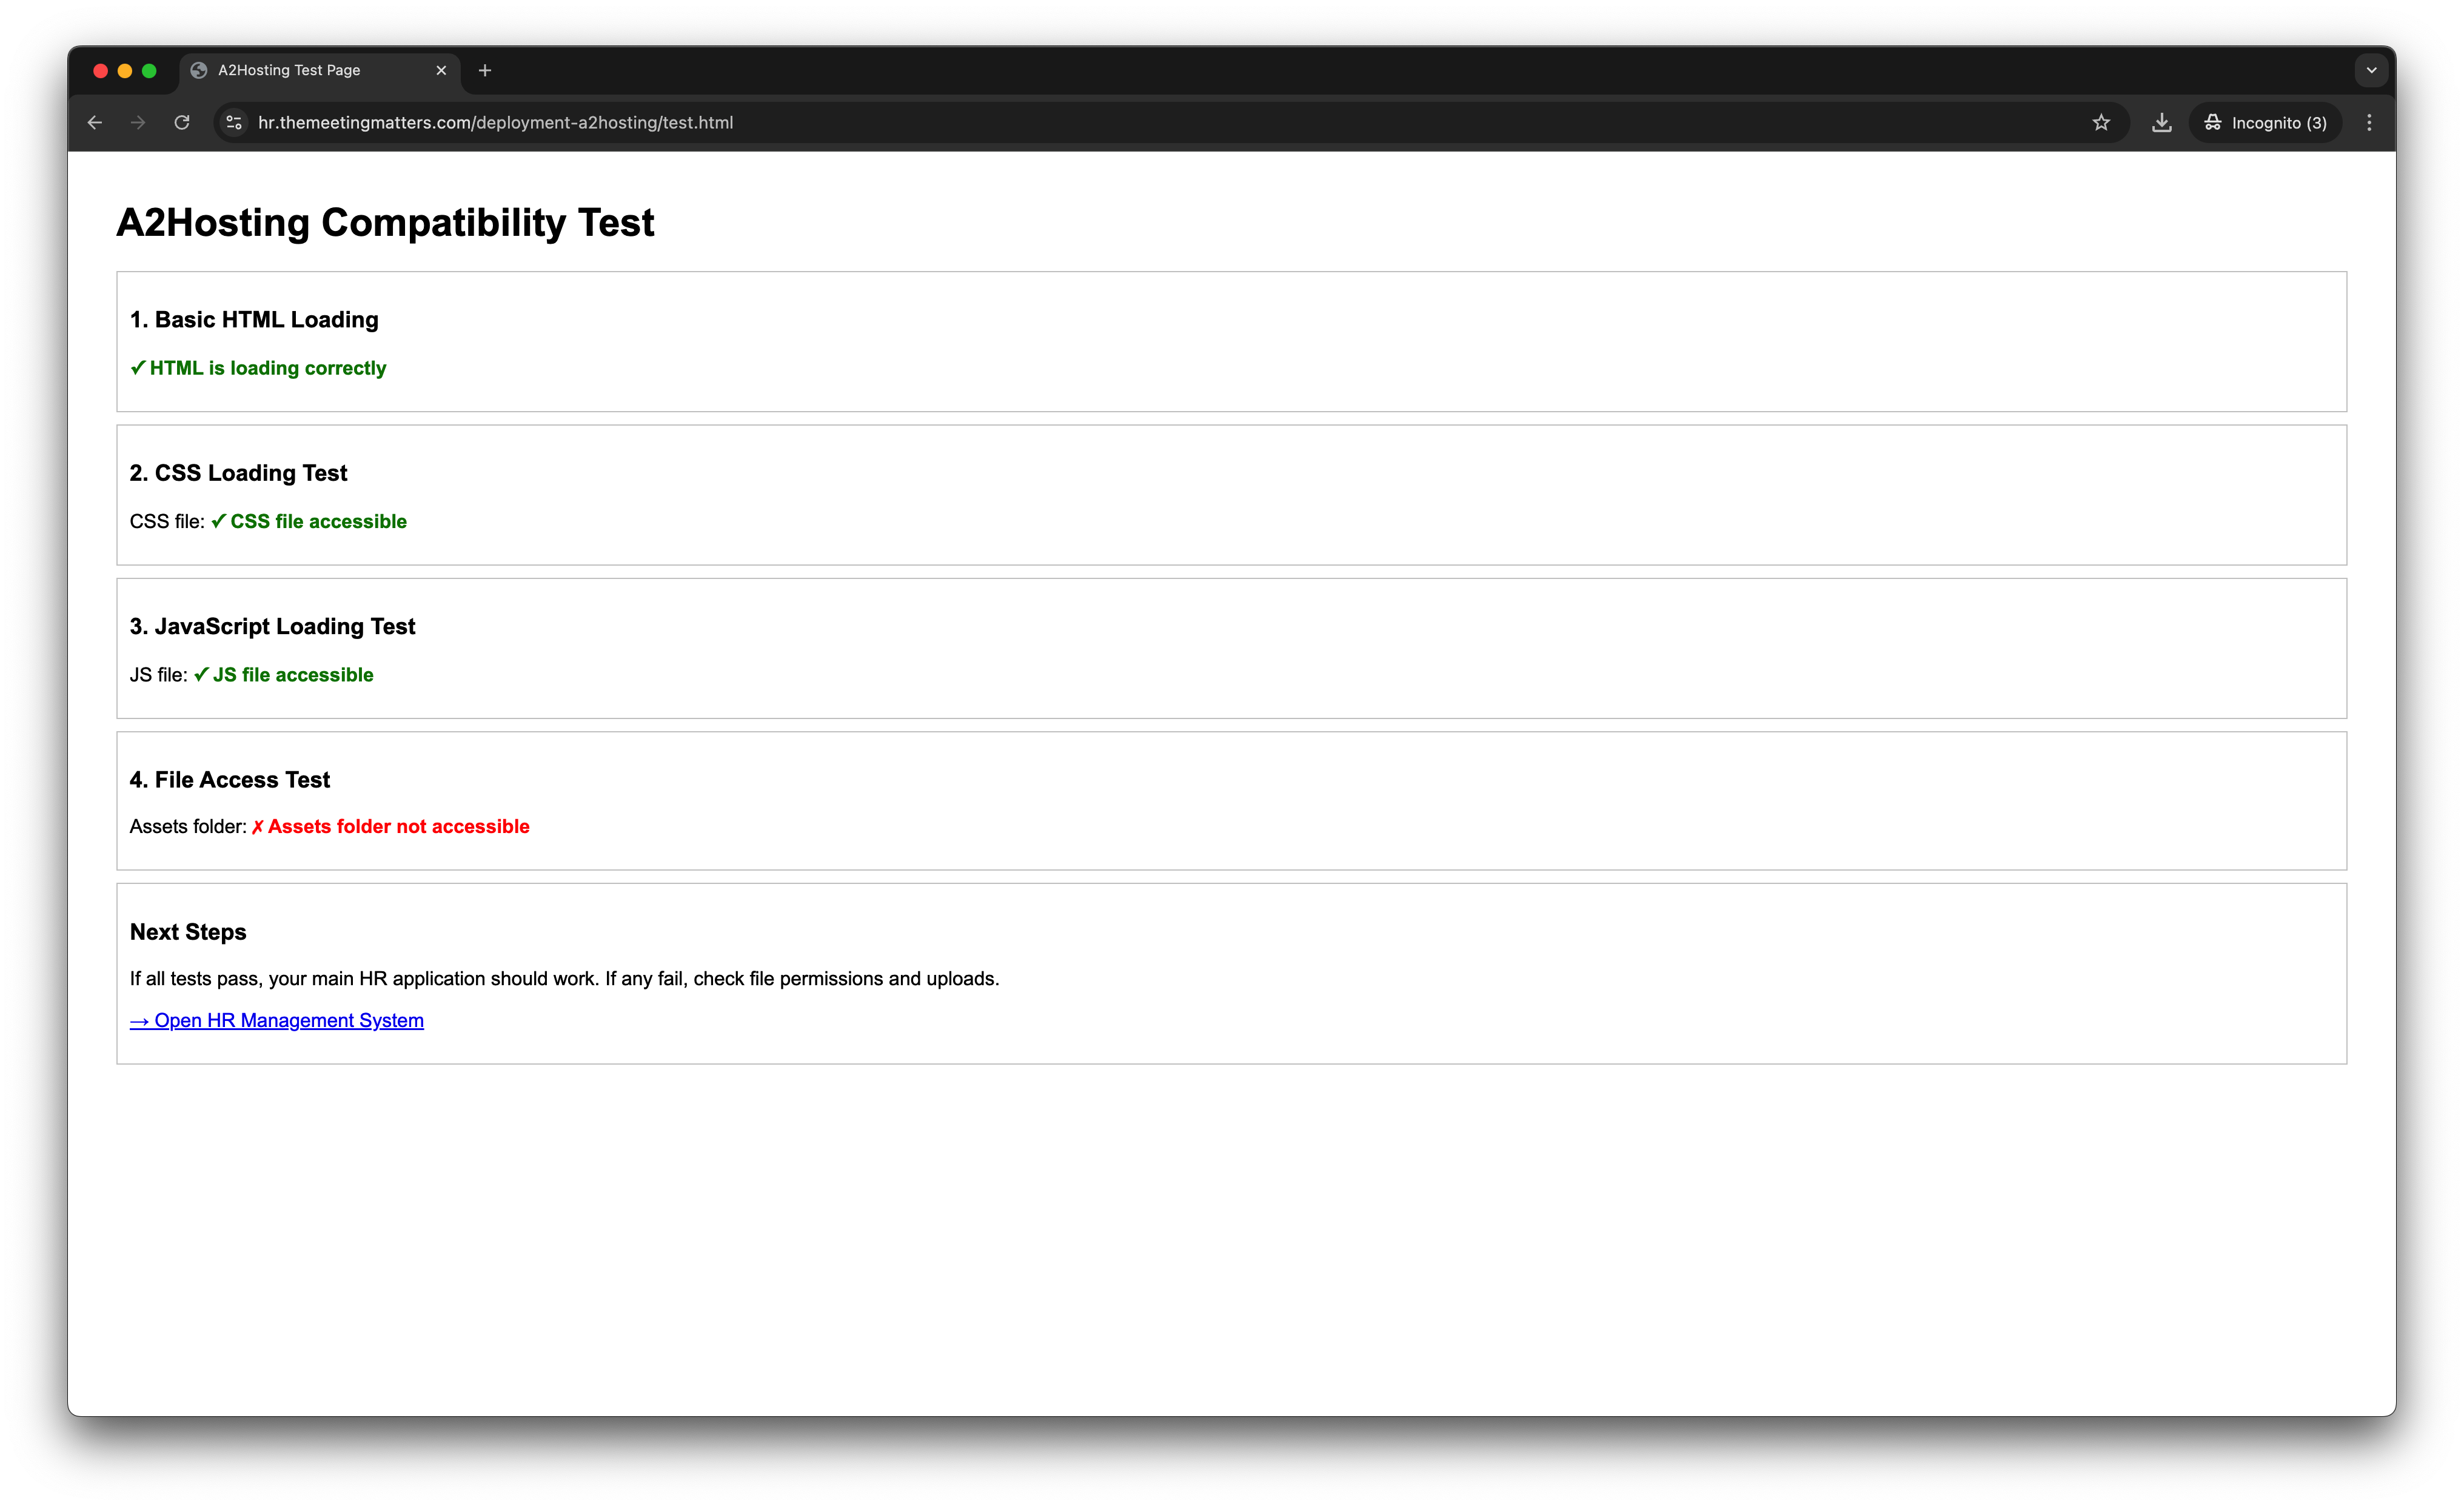 A2Hosting Test Page
hr.themeetingmatters.com/deployment-a2hosting/test.html
Incognito (3)
A2Hosting Compatibility Test
1. Basic HTML Loading
✓ HTML is loading correctly
2. CSS Loading Test
CSS file: ✓ CSS file accessible
3. JavaScript Loading Test
JS file: ✓ JS file accessible
4. File Access Test
Assets folder: ✗ Assets folder not accessible
Next Steps
If all tests pass, your main HR application should work. If any fail, check file permissions and uploads.
→ Open HR Management System